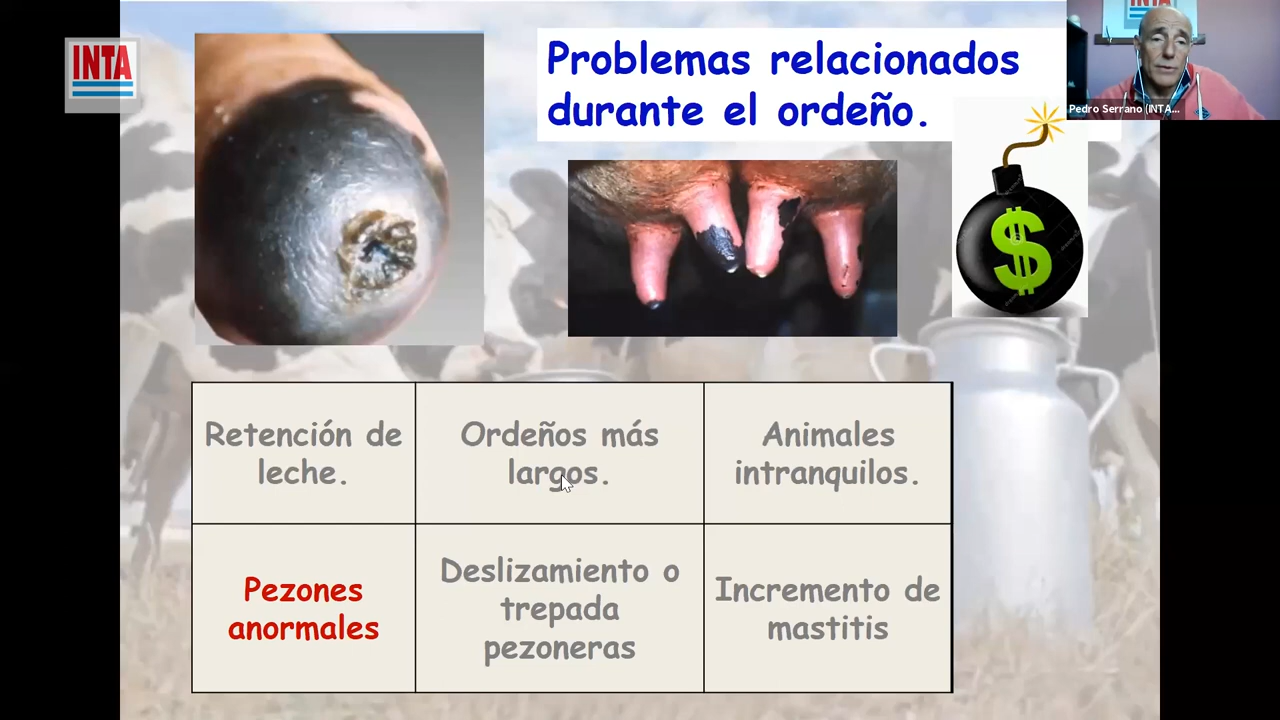 INTA
Problemas relacionados
durante el ordeño.
INTA
Pedro Serrano (INTA...
$
Retención de
leche.
Ordeños más
largos.
Animales
intranquilos.
Pezones
anormales
Deslizamiento o
trepada
pezoneras
Incremento de
mastitis